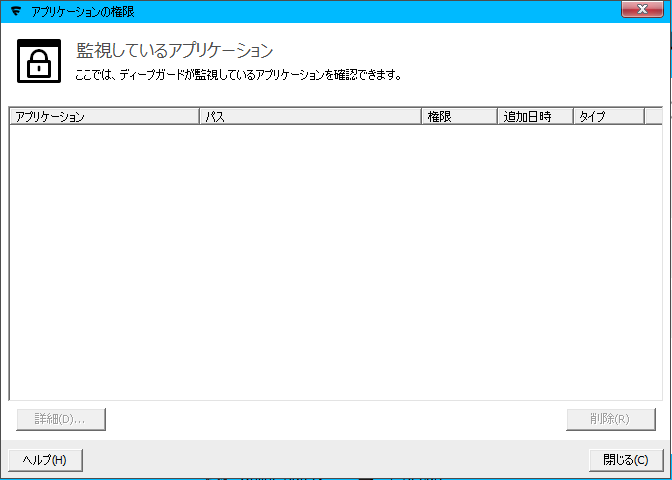 アプリケーションの権限
監視しているアプリケーション
ここでは、ディープガードが監視しているアプリケーションを確認できます。
アプリケーション パス 権限 追加日時 タイプ
詳細(D)... 削除(R)
ヘルプ(H) 閉じる(C)